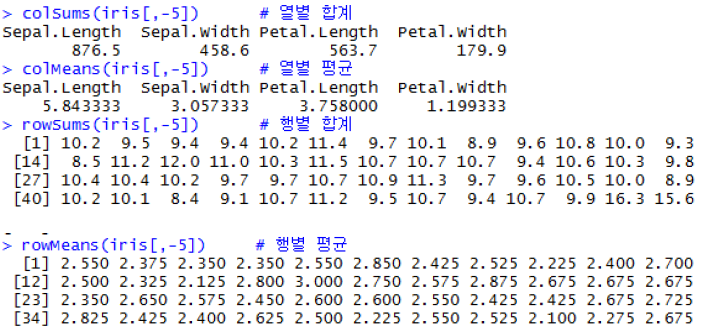 > colSums(iris[,-5])        # 열별 합계
Sepal.Length  Sepal.Width Petal.Length  Petal.Width
       876.5        458.6        563.7        179.9
> colMeans(iris[,-5])       # 열별 평균
Sepal.Length  Sepal.Width Petal.Length  Petal.Width
    5.843333     3.057333     3.758000     1.199333
> rowSums(iris[,-5])        # 행별 합계
  [1] 10.2  9.5  9.4  9.4 10.2 11.4  9.7 10.1  8.9  9.6 10.8 10.0  9.3
 [14]  8.5 11.2 12.0 11.0 10.3 11.5 10.7 10.7 10.7  9.4 10.6 10.3  9.8
 [27] 10.4 10.4 10.2  9.7  9.7 10.7 10.9 11.3  9.7  9.6 10.5 10.0  8.9
 [40] 10.2 10.1  8.4  9.1 10.7 11.2  9.5 10.7  9.4 10.7  9.9 16.3 15.6
> rowMeans(iris[,-5])     # 행별 평균
  [1] 2.550 2.375 2.350 2.350 2.550 2.850 2.425 2.525 2.225 2.400 2.700
 [12] 2.500 2.325 2.125 2.800 3.000 2.750 2.575 2.875 2.675 2.675 2.675
 [23] 2.350 2.650 2.575 2.450 2.600 2.600 2.550 2.425 2.425 2.675 2.725
 [34] 2.825 2.425 2.400 2.625 2.500 2.225 2.550 2.525 2.100 2.275 2.675